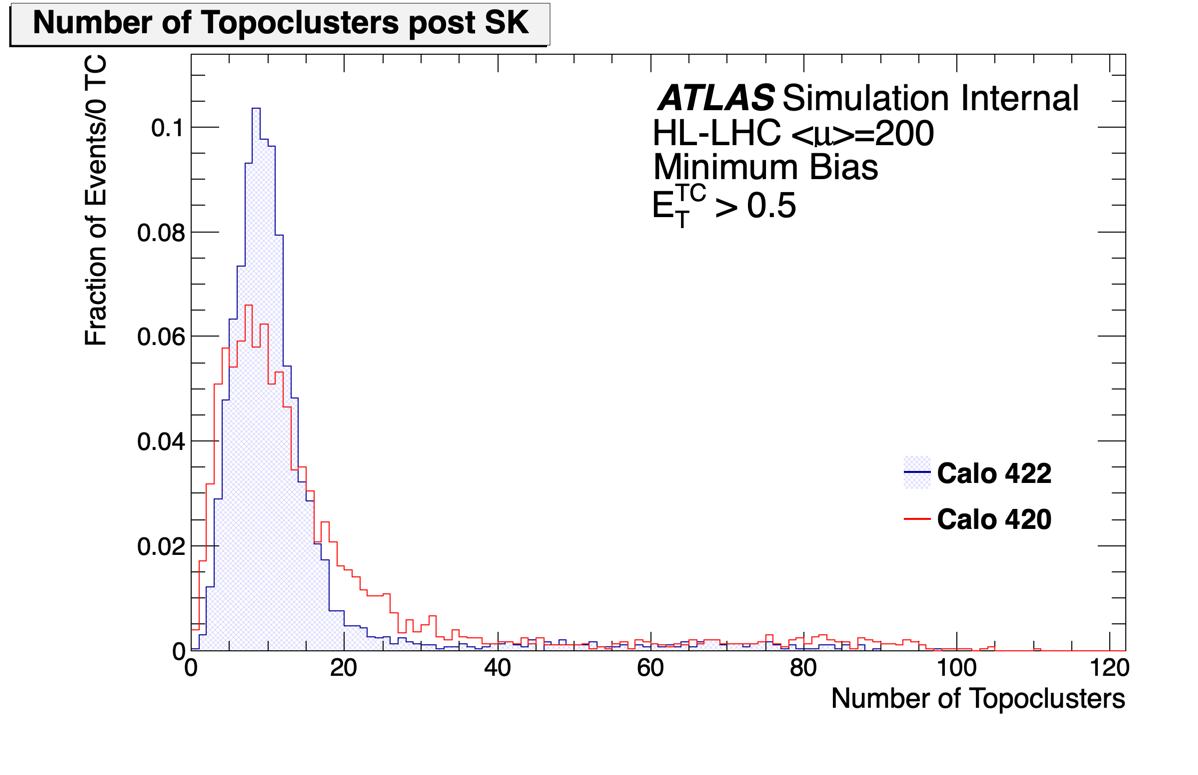 Number of Topoclusters post SK
Fraction of Events/0 TC
ATLAS Simulation Internal
HL-LHC <μ>=200
Minimum Bias
E_T^TC > 0.5
0.1
0.08
0.06
0.04
0.02
0
Calo 422
Calo 420
0 20 40 60 80 100 120
Number of Topoclusters